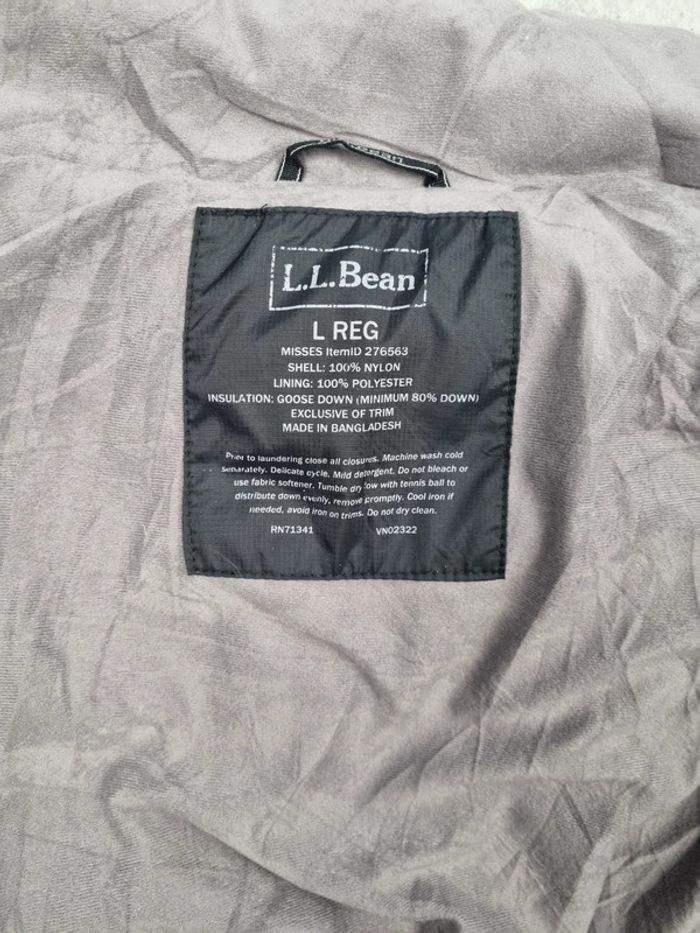 L.L.Bean
L REG
MISSES ItemID 276563
SHELL: 100% NYLON
LINING: 100% POLYESTER
INSULATION: GOOSE DOWN (MINIMUM 80% DOWN)
EXCLUSIVE OF TRIM
MADE IN BANGLADESH
Prior to laundering close all closures. Machine wash cold
separately. Delicate cycle. Mild detergent. Do not bleach or
use fabric softener. Tumble dry low with tennis ball to
distribute down evenly, remove promptly. Cool iron if
needed, avoid iron on trims. Do not dry clean.
RN71341 VN02322